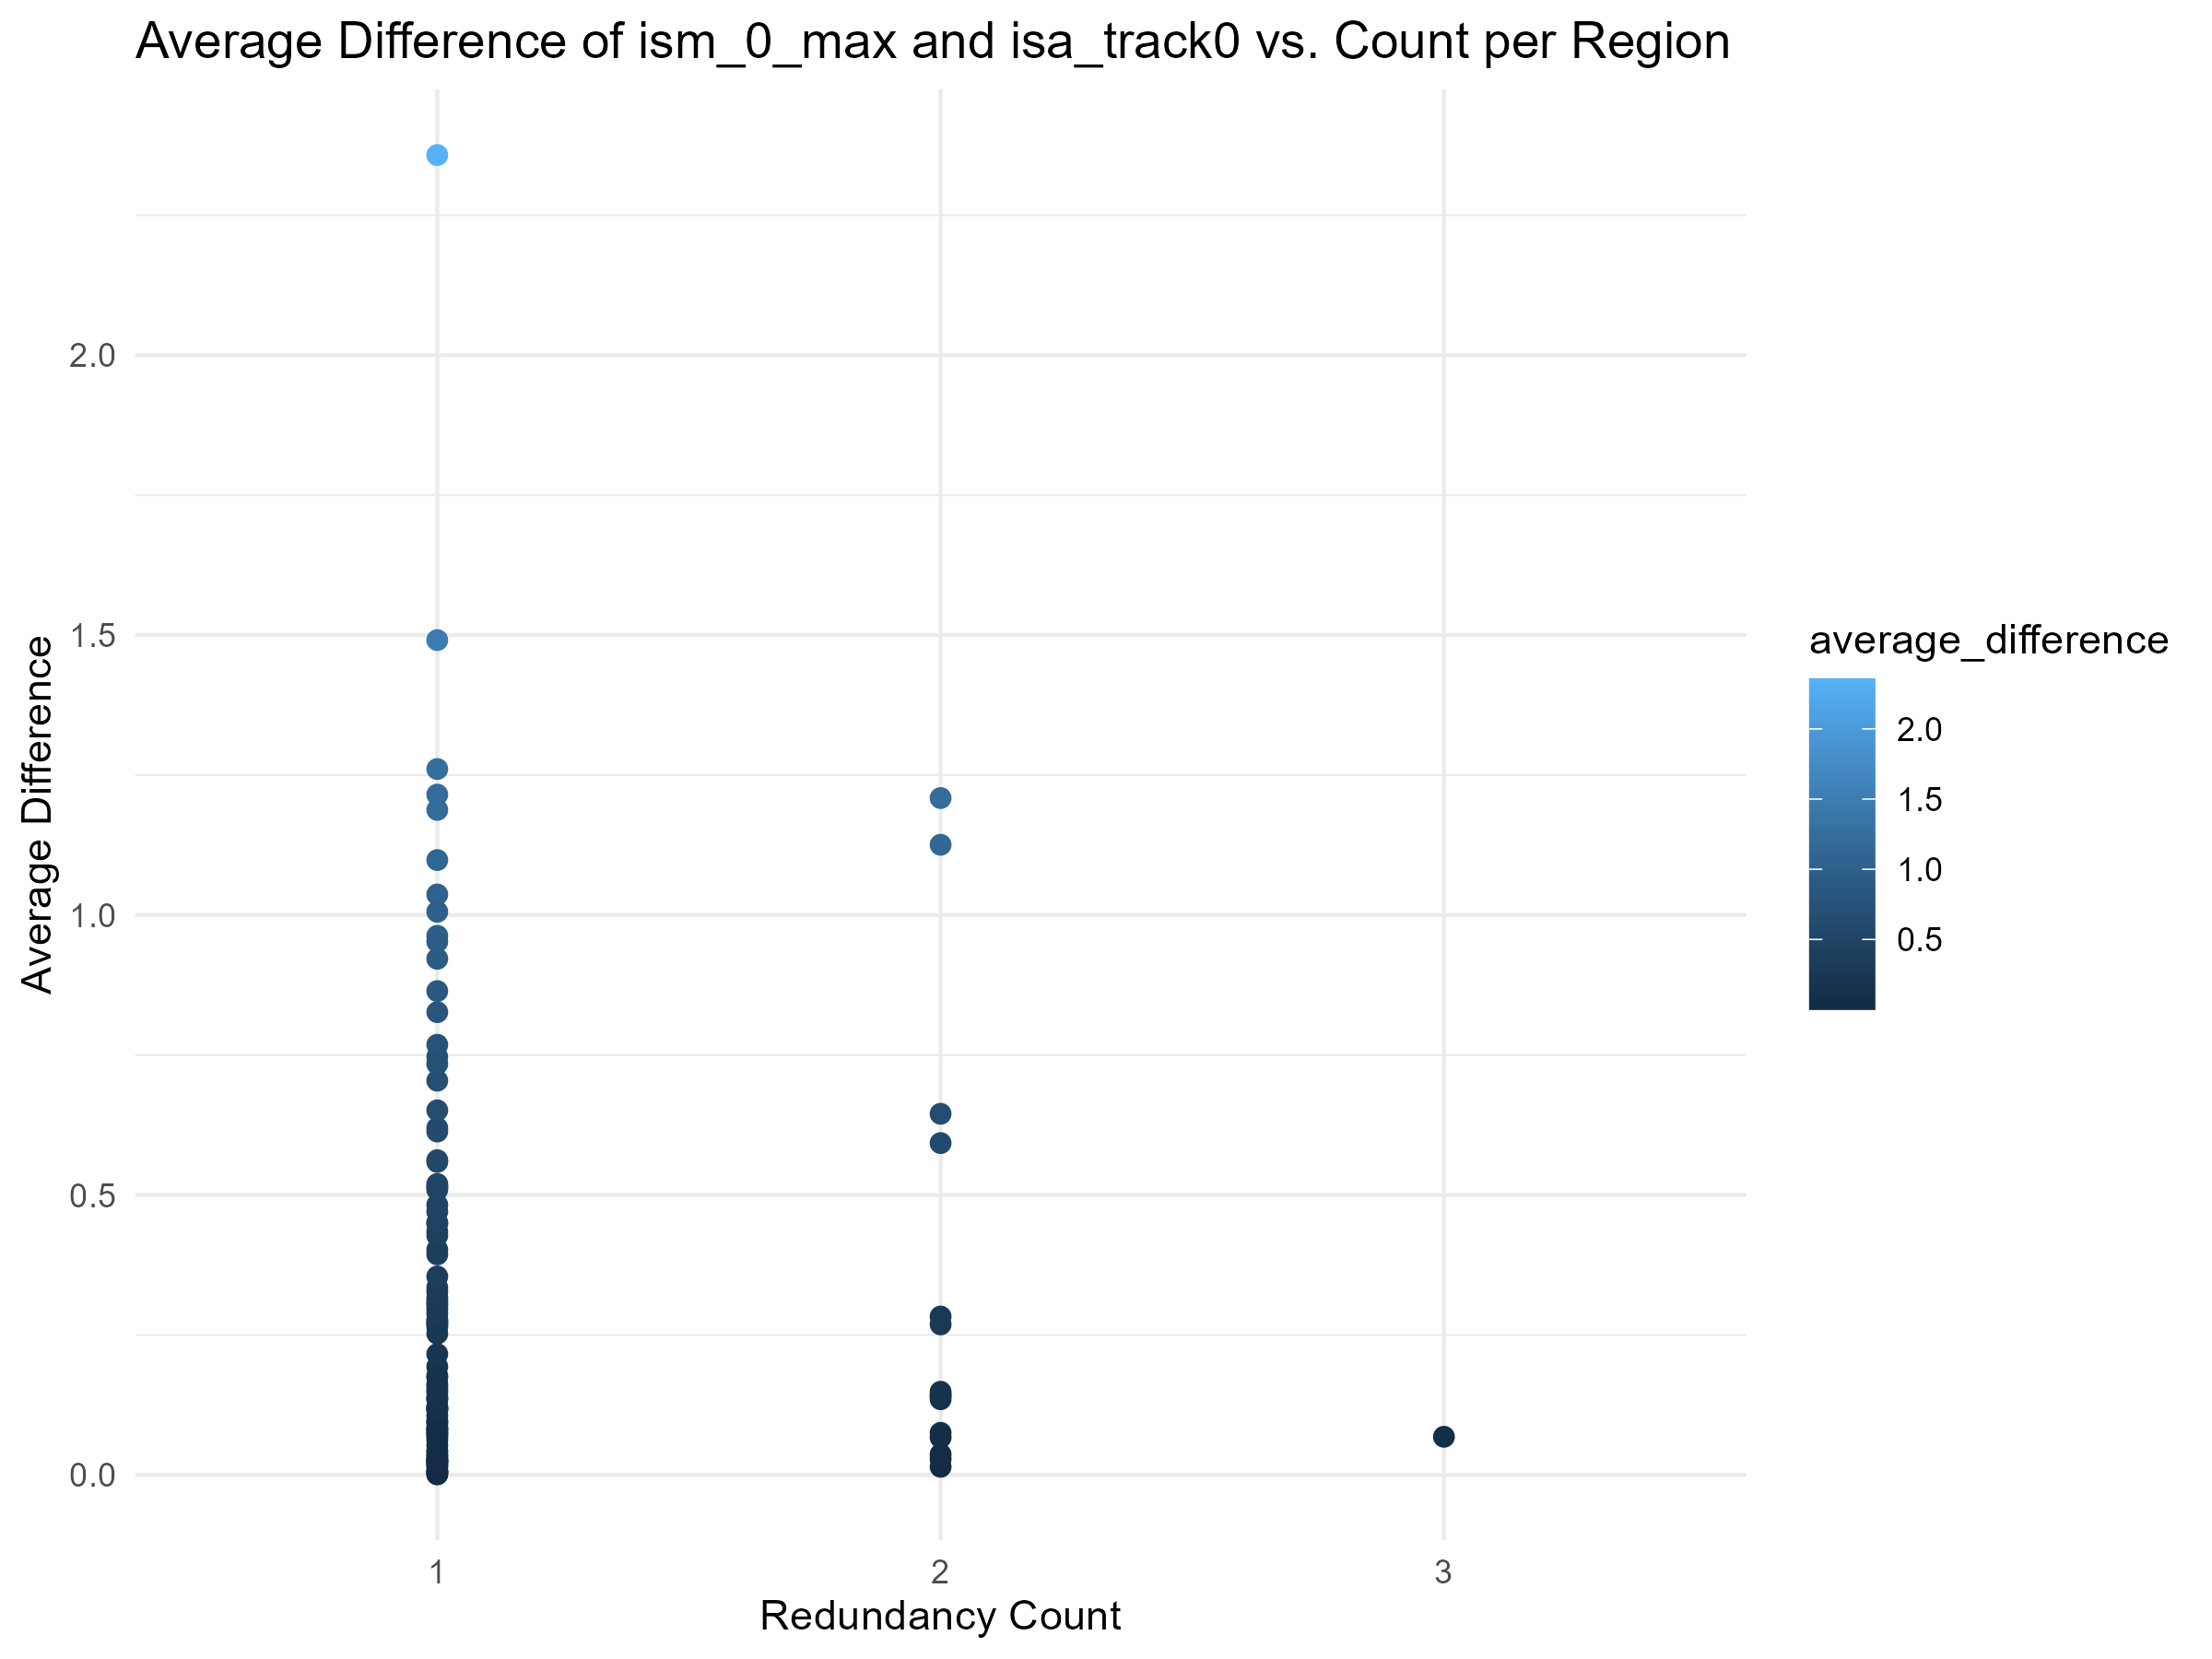 Average Difference of ism_0_max and isa_track0 vs. Count per Region
Average Difference
2.0
1.5
1.0
0.5
0.0
1 2 3
Redundancy Count
average_difference
2.0
1.5
1.0
0.5